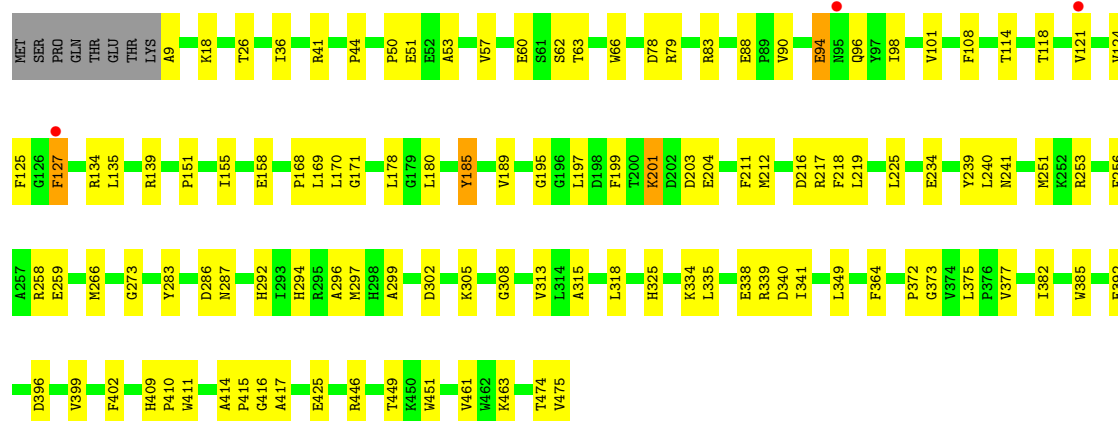 MET SER PRO GLN THR GLU THR LYS A9 K18 T26 I36 R41 P44 P50 E51 E52 A53 V57 E60 S61 S62 T63 W66 D78 R79 R83 E88 P89 V90 E94 N95 Q96 Y97 I98 V101 F108 T114 T118 V121 V124
F125 G126 F127 R134 L135 R139 P151 I155 E158 P168 L169 L170 G171 L178 G179 L180 Y185 V189 G195 G196 L197 D198 F199 T200 K201 D202 D203 E204 F211 M212 D216 R217 F218 L219 L225 E234 Y239 L240 N241 M251 K252 R253
A257 R258 E259 M266 G273 Y283 D286 N287 H292 I293 H294 R295 A296 M297 H298 A299 D302 K305 G308 V313 L314 A315 L318 H325 K334 L335 E338 R339 D340 I341 L349 F364 P372 G373 V374 L375 P376 V377 I382 W385
D396 V399 F402 H409 P410 W411 A414 P415 G416 A417 E425 R446 T449 K450 W451 V461 W462 K463 T474 V475